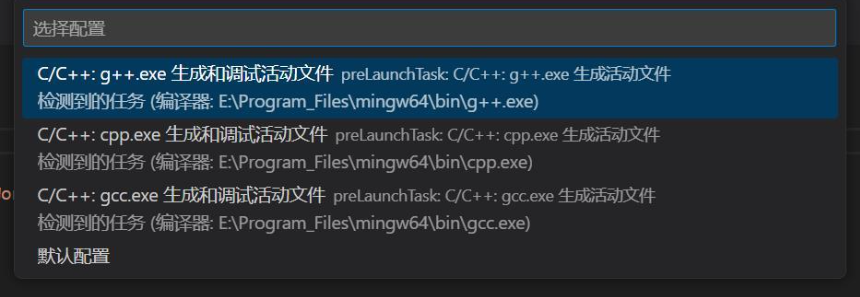 选择配置
C/C++: g++.exe 生成和调试活动文件 preLaunchTask: C/C++: g++.exe 生成活动文件
检测到的任务 (编译器: E:\Program_Files\mingw64\bin\g++.exe)
C/C++: cpp.exe 生成和调试活动文件 preLaunchTask: C/C++: cpp.exe 生成活动文件
检测到的任务 (编译器: E:\Program_Files\mingw64\bin\cpp.exe)
C/C++: gcc.exe 生成和调试活动文件 preLaunchTask: C/C++: gcc.exe 生成活动文件
检测到的任务 (编译器: E:\Program_Files\mingw64\bin\gcc.exe)
默认配置